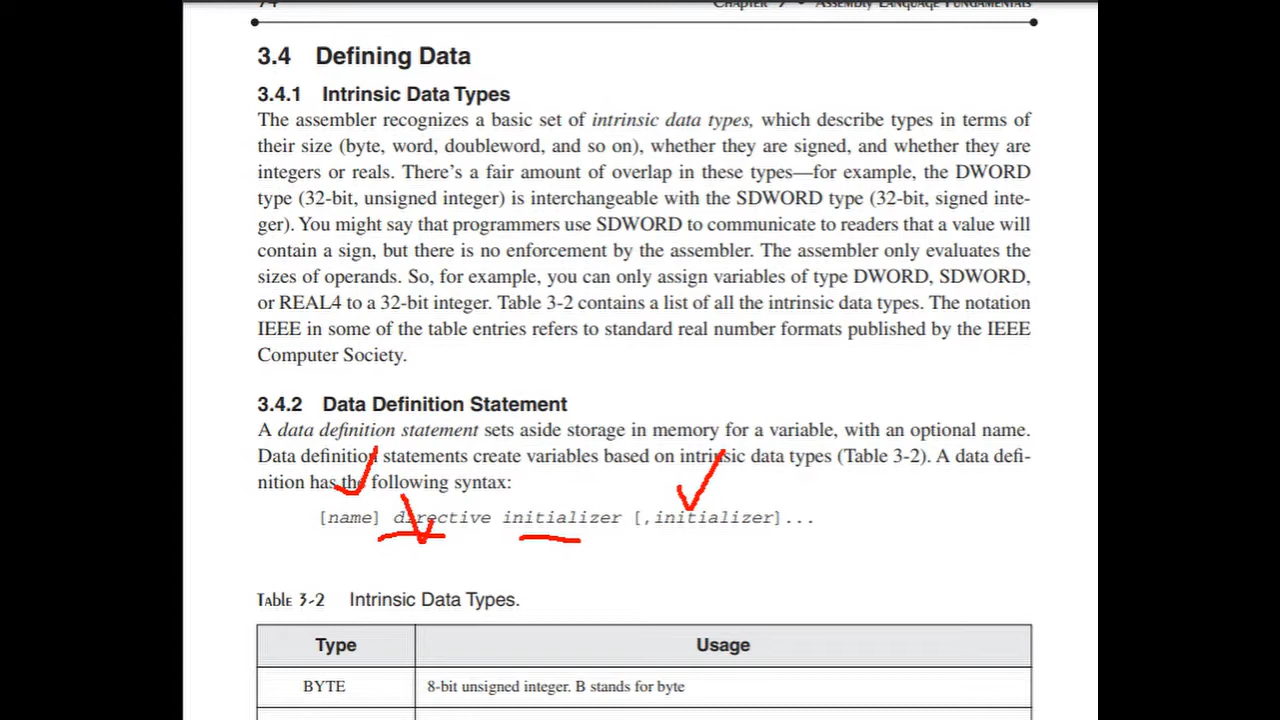 3.4 Defining Data
3.4.1 Intrinsic Data Types
The assembler recognizes a basic set of intrinsic data types, which describe types in terms of
their size (byte, word, doubleword, and so on), whether they are signed, and whether they are
integers or reals. There’s a fair amount of overlap in these types—for example, the DWORD
type (32-bit, unsigned integer) is interchangeable with the SDWORD type (32-bit, signed inte-
ger). You might say that programmers use SDWORD to communicate to readers that a value will
contain a sign, but there is no enforcement by the assembler. The assembler only evaluates the
sizes of operands. So, for example, you can only assign variables of type DWORD, SDWORD,
or REAL4 to a 32-bit integer. Table 3-2 contains a list of all the intrinsic data types. The notation
IEEE in some of the table entries refers to standard real number formats published by the IEEE
Computer Society.
3.4.2 Data Definition Statement
A data definition statement sets aside storage in memory for a variable, with an optional name.
Data definition statements create variables based on intrinsic data types (Table 3-2). A data defi-
nition has the following syntax:
[name] directive initializer [,initializer]...
Table 3-2 Intrinsic Data Types.
Type Usage
BYTE 8-bit unsigned integer. B stands for byte